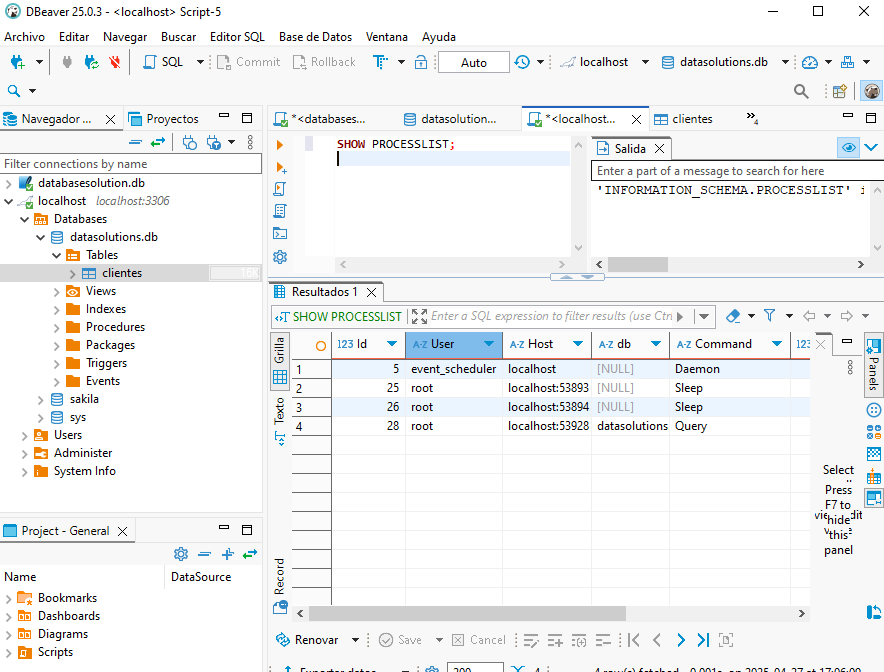 DBeaver 25.0.3 - <localhost> Script-5
Archivo Editar Navegar Buscar Editor SQL Base de Datos Ventana Ayuda
SQL Commit Rollback T Auto localhost datasolutions.db
Navegador ... Proyectos
Filter connections by name
databasesolution.db
localhost localhost:3306
Databases
datasolutions.db
Tables
clientes 16K
Views
Indexes
Procedures
Packages
Triggers
Events
sakila
sys
Users
Administer
System Info
Project - General
Name DataSource
Bookmarks
Dashboards
Diagrams
Scripts
*<databases... datasolution... *<localhost... clientes »4
SHOW PROCESSLIST;
Salida
Enter a part of a message to search for here
'INFORMATION_SCHEMA.PROCESSLIST' i
Resultados 1
SHOW PROCESSLIST Enter a SQL expression to filter results (use Ctrl
Grilla
Texto
Record
123 Id A-Z User A-Z Host A-Z db A-Z Command 123
1 5 event_scheduler localhost [NULL] Daemon
2 25 root localhost:53893 [NULL] Sleep
3 26 root localhost:53894 [NULL] Sleep
4 28 root localhost:53928 datasolutions Query
Panels
Select
Press
F7 to
hide
this
panel
Renovar Save Cancel
Exportar datos 200 4 4 row(s) fetched - 0.001s, on 2025-04-27 at 17:06:00